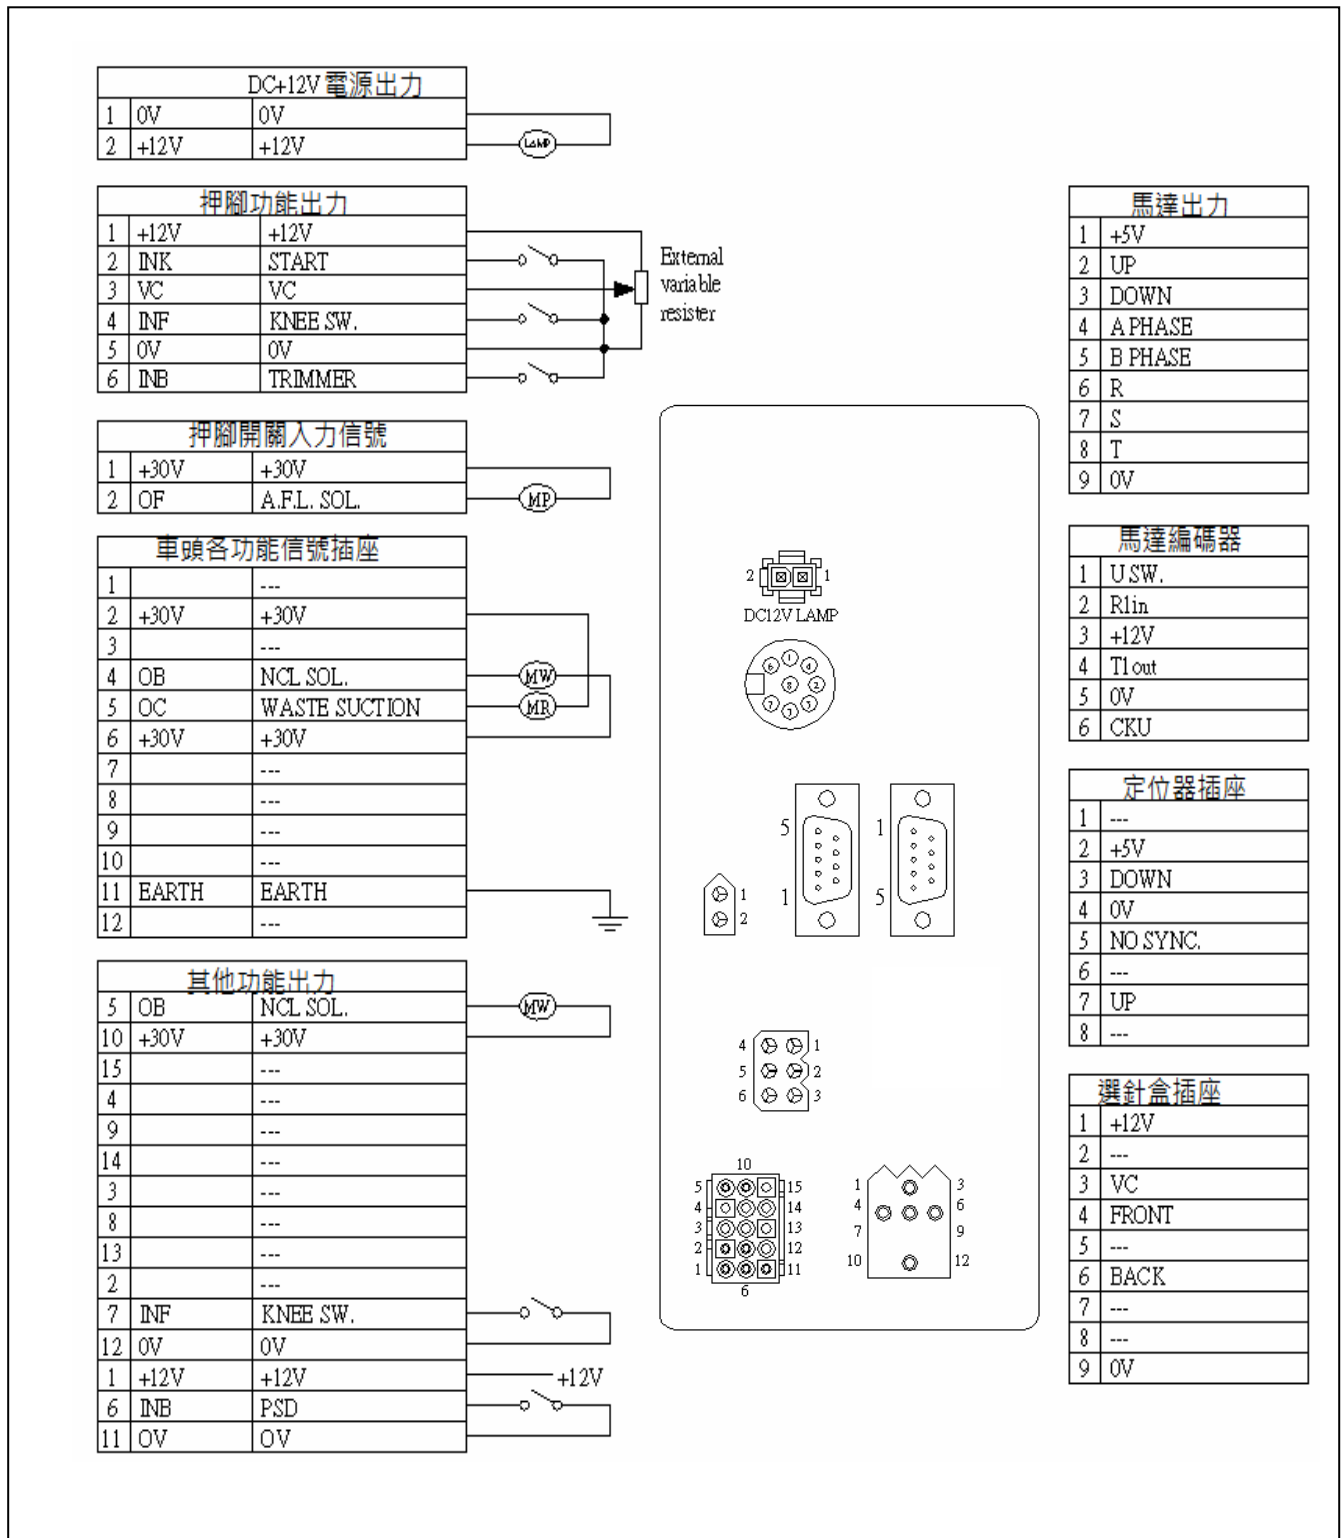 DC+12V 電源出力
1 0V 0V
2 +12V +12V
LAMP
押腳功能出力
1 +12V +12V
2 INK START
3 VC VC
4 INF KNEE SW.
5 0V 0V
6 INB TRIMMER
External
variable
resister
押腳開關入力信號
1 +30V +30V
2 OF A.F.L. SOL.
MP
車頭各功能信號插座
1 ---
2 +30V +30V
3 ---
4 OB NCL SOL.
MW
5 OC WASTE SUCTION
MR
6 +30V +30V
7 ---
8 ---
9 ---
10 ---
11 EARTH EARTH
12 ---
其他功能出力
5 OB NCL SOL.
MW
10 +30V +30V
15 ---
4 ---
9 ---
14 ---
3 ---
8 ---
13 ---
2 ---
7 INF KNEE SW.
12 0V 0V
1 +12V +12V
+12V
6 INB PSD
11 OV OV
2 1
DC12V LAMP
1
6 4
8 2
7 5
3
5 1
1 5
1
2
4 1
5 2
6 3
10
5 15
4 14
3 13
2 12
1 11
6
1 3
4 6
7 9
10 12
馬達出力
1 +5V
2 UP
3 DOWN
4 A PHASE
5 B PHASE
6 R
7 S
8 T
9 0V
馬達編碼器
1 U SW.
2 R1in
3 +12V
4 T1out
5 0V
6 CKU
定位器插座
1 ---
2 +5V
3 DOWN
4 0V
5 NO SYNC.
6 ---
7 UP
8 ---
選針盒插座
1 +12V
2 ---
3 VC
4 FRONT
5 ---
6 BACK
7 ---
8 ---
9 0V